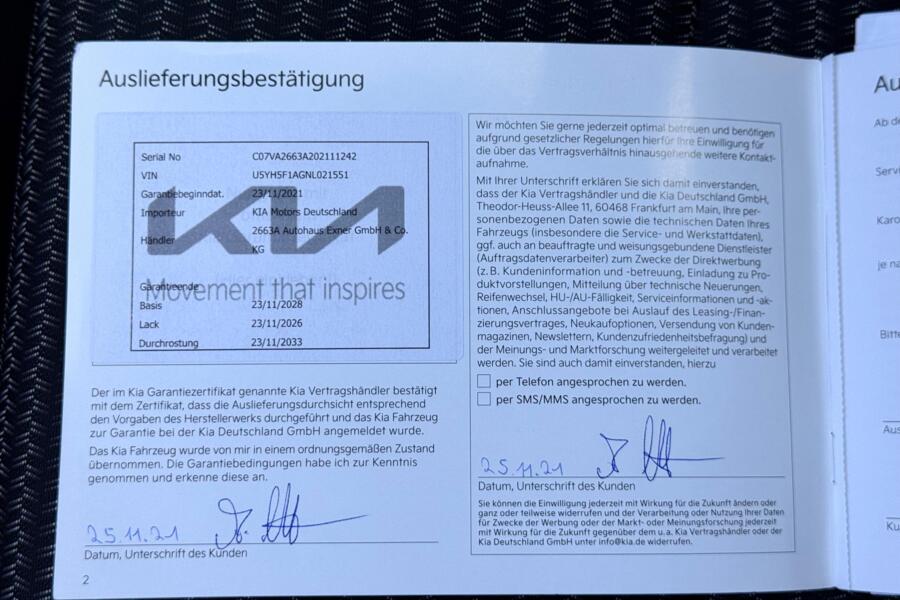 Auslieferungsbestätigung
Serial No C07VA2663A202111242
VIN U5YH5F1AGNL021551
Garantiebeginndat. 23/11/2021
Importeur KIA Motors Deutschland
Händler 2663A Autohaus Exner GmbH & Co.
KG
KIA
Movement that inspires
Garantieende
Basis 23/11/2028
Lack 23/11/2026
Durchrostung 23/11/2033
Der im Kia Garantiezertifikat genannte Kia Vertragshändler bestätigt
mit dem Zertifikat, dass die Auslieferungsdurchsicht entsprechend
den Vorgaben des Herstellerwerks durchgeführt und das Kia Fahrzeug
zur Garantie bei der Kia Deutschland GmbH angemeldet wurde.
Das Kia Fahrzeug wurde von mir in einem ordnungsgemäßen Zustand
übernommen. Die Garantiebedingungen habe ich zur Kenntnis
genommen und erkenne diese an.
25.11.21
Datum, Unterschrift des Kunden
2
Wir möchten Sie gerne jederzeit optimal betreuen und benötigen
aufgrund gesetzlicher Regelungen hierfür Ihre Einwilligung für
die über das Vertragsverhältnis hinausgehende weitere Kontakt-
aufnahme.
Mit Ihrer Unterschrift erklären Sie sich damit einverstanden,
dass der Kia Vertragshändler und die Kia Deutschland GmbH,
Theodor-Heuss-Allee 11, 60468 Frankfurt am Main, Ihre per-
sonenbezogenen Daten sowie die technischen Daten Ihres
Fahrzeugs (insbesondere die Service- und Werkstattdaten),
ggf. auch an beauftragte und weisungsgebundene Dienstleister
(Auftragsdatenverarbeiter) zum Zwecke der Direktwerbung
(z.B. Kundeninformation und -betreuung, Einladung zu Pro-
duktvorstellungen, Mitteilung über technische Neuerungen,
Reifenwechsel, HU-/AU-Fälligkeit, Serviceinformationen und -ak-
tionen, Anschlussangebote bei Auslauf des Leasing-/Finan-
zierungsvertrages, Neukaufoptionen, Versendung von Kunden-
magazinen, Newslettern, Kundenzufriedenheitsbefragung) und
der Meinungs- und Marktforschung weitergeleitet und verarbeitet
werden. Sie sind auch damit einverstanden, hierzu
per Telefon angesprochen zu werden.
per SMS/MMS angesprochen zu werden.
25.11.21
Datum, Unterschrift des Kunden
Sie können die Einwilligung jederzeit mit Wirkung für die Zukunft ändern oder
ganz oder teilweise widerrufen und der Verarbeitung oder Nutzung Ihrer Daten
für Zwecke der Werbung oder der Markt- oder Meinungsforschung jederzeit
mit Wirkung für die Zukunft gegenüber dem u.a. Kia Vertragshändler oder der
Kia Deutschland GmbH unter info@kia.de widerrufen.
Au
Ab de
Servi
Karo
je na
Bitte
Aus
Ku